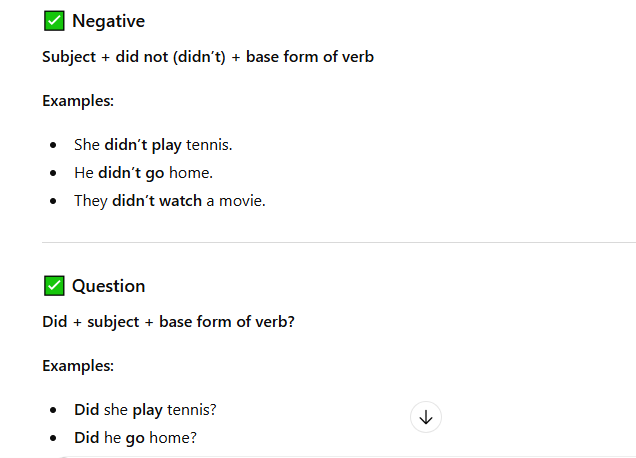 ✅ Negative
Subject + did not (didn’t) + base form of verb
Examples:
• She didn’t play tennis.
• He didn’t go home.
• They didn’t watch a movie.
✅ Question
Did + subject + base form of verb?
Examples:
• Did she play tennis?
• Did he go home?